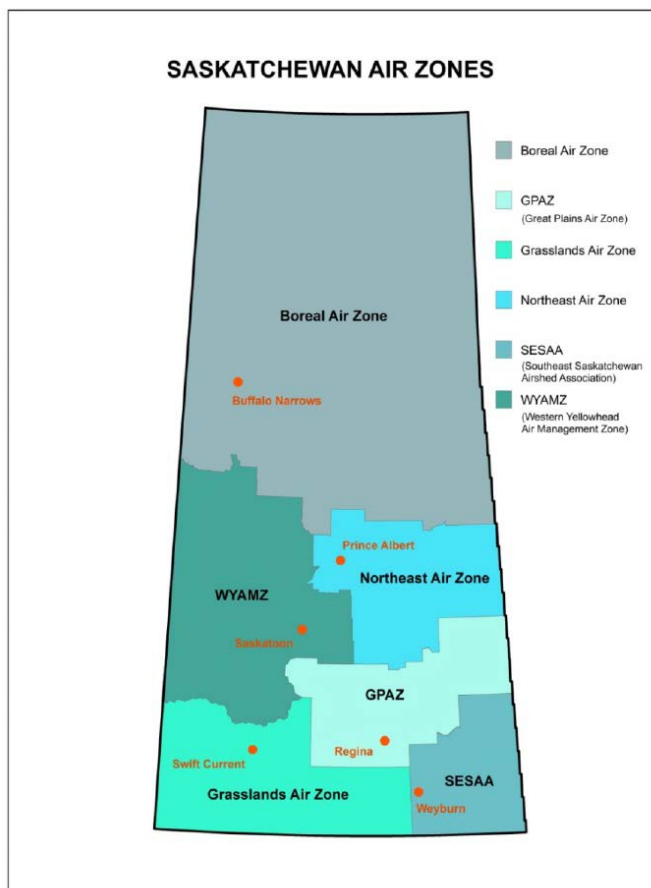 SASKATCHEWAN AIR ZONES
Boreal Air Zone
GPAZ
(Great Plains Air Zone)
Grasslands Air Zone
Northeast Air Zone
SESAA
(Southeast Saskatchewan
Airshed Association)
WYAMZ
(Western Yellowhead
Air Management Zone)
Boreal Air Zone
Buffalo Narrows
Prince Albert
Northeast Air Zone
WYAMZ
Saskatoon
GPAZ
Regina
Swift Current
SESAA
Grasslands Air Zone
Weyburn